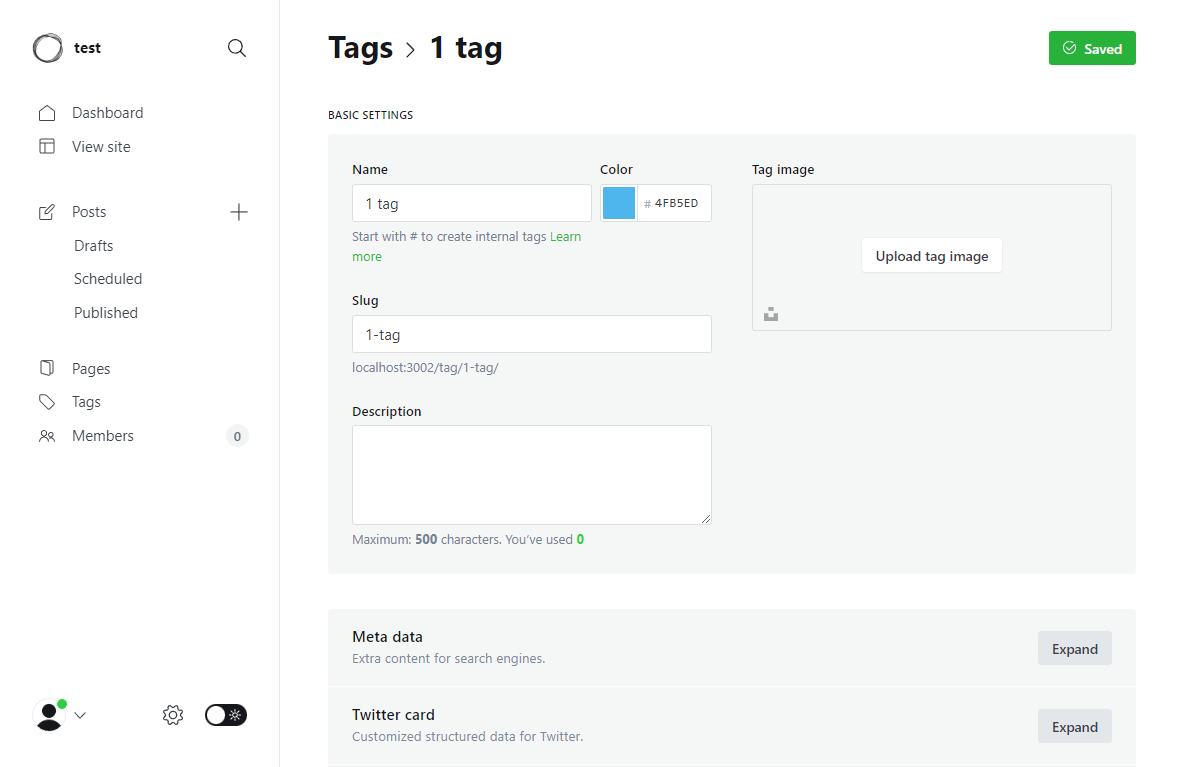 test
Dashboard
View site
Posts
Drafts
Scheduled
Published
Pages
Tags
Members 0
Tags > 1 tag
Saved
BASIC SETTINGS
Name
1 tag
Color
# 4FB5ED
Start with # to create internal tags Learn
more
Slug
1-tag
localhost:3002/tag/1-tag/
Description
Maximum: 500 characters. You've used 0
Tag image
Upload tag image
Meta data
Extra content for search engines.
Expand
Twitter card
Customized structured data for Twitter.
Expand